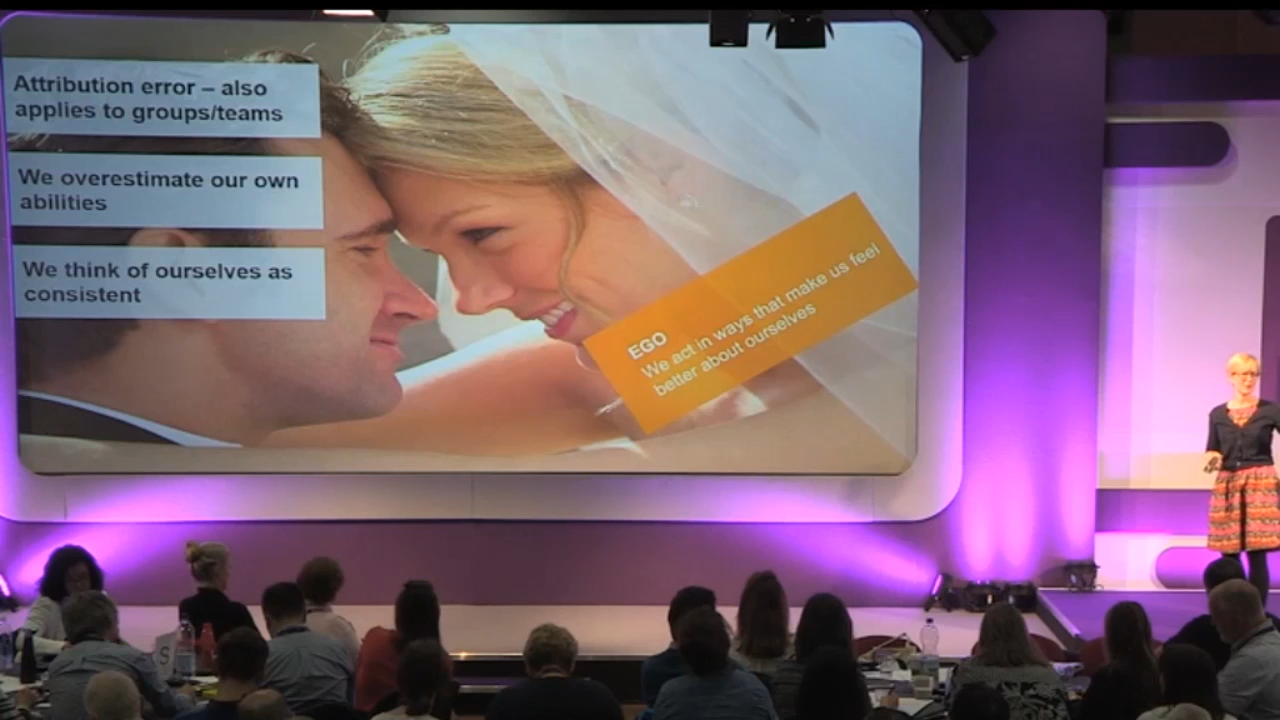 Attribution error – also
applies to groups/teams
We overestimate our own
abilities
We think of ourselves as
consistent
EGO
We act in ways that make us feel
better about ourselves
S